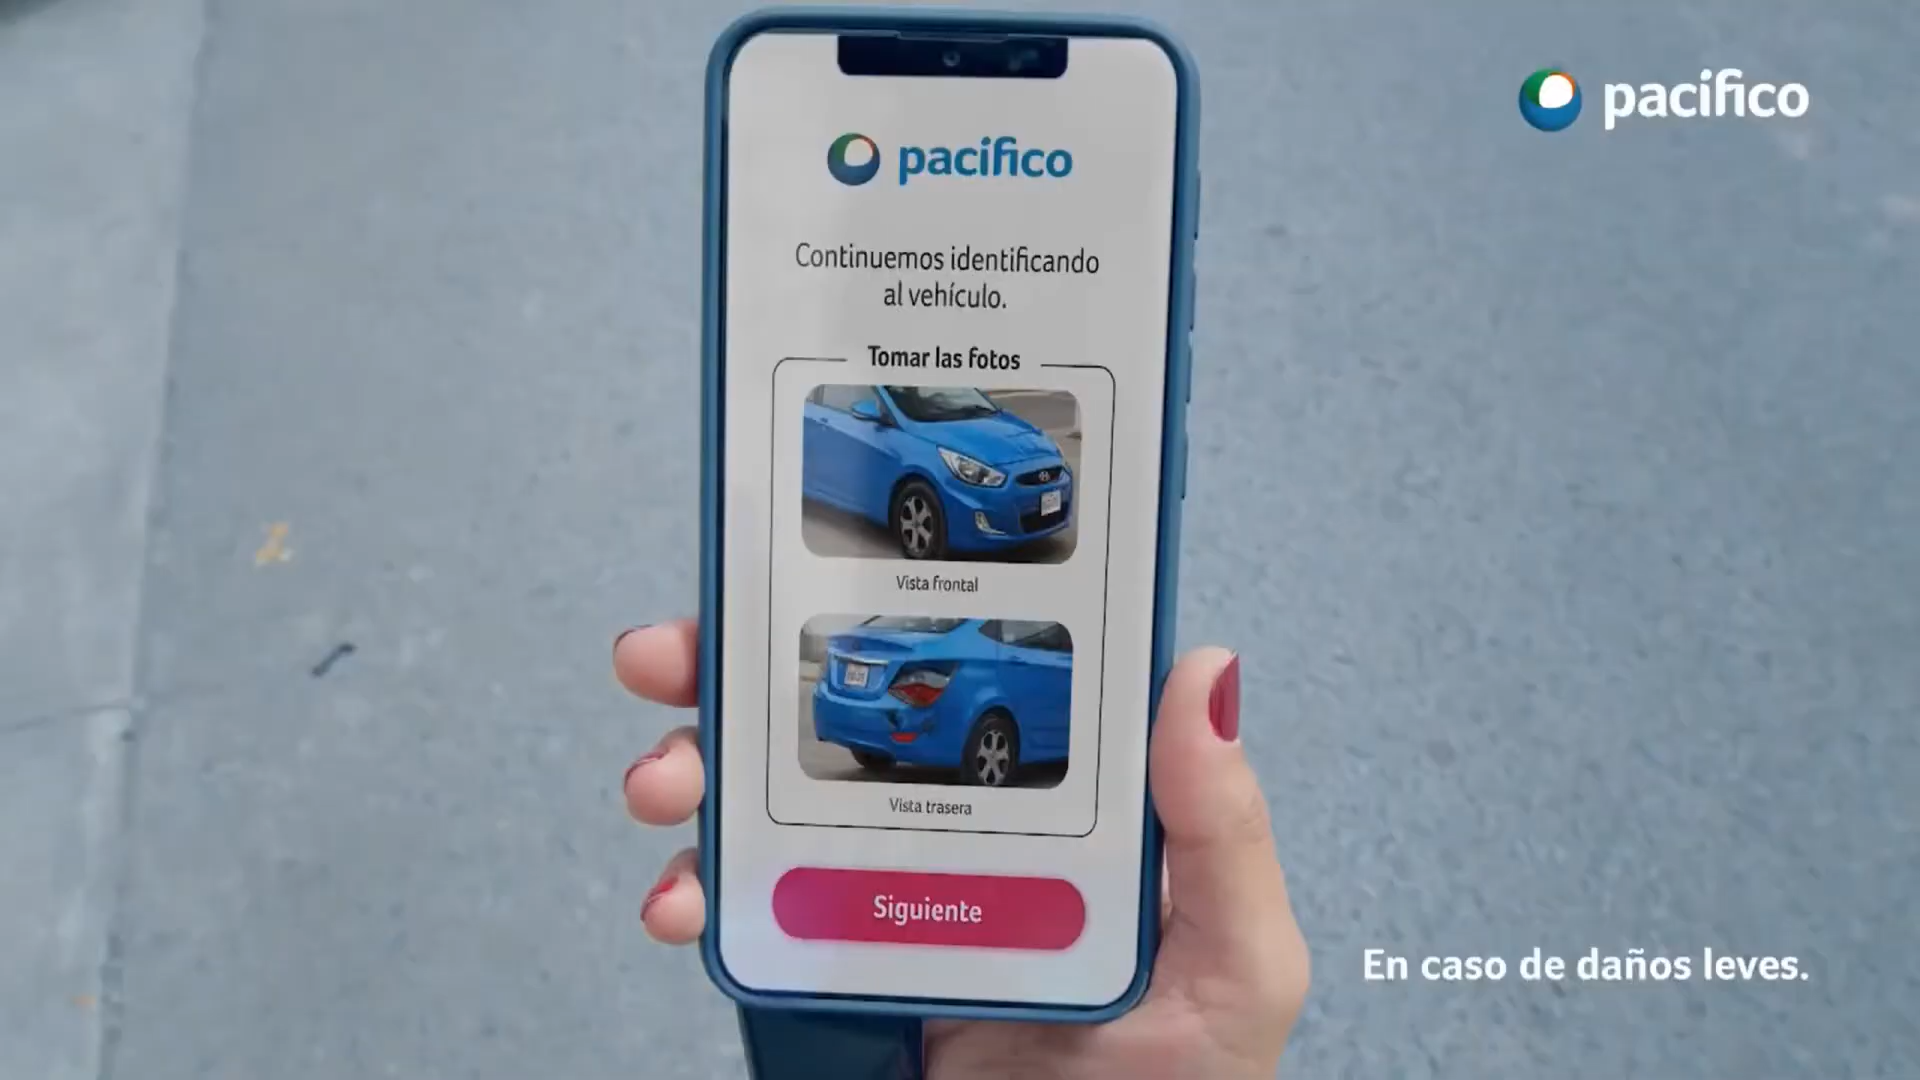 pacifico
pacifico
Continuemos identificando
al vehículo.
Tomar las fotos
Vista frontal
Vista trasera
Siguiente
En caso de daños leves.